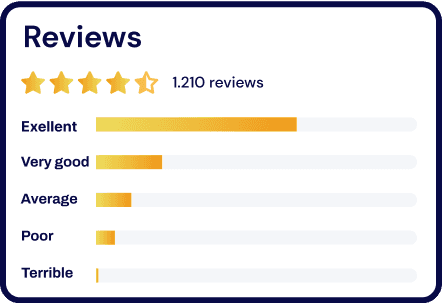 Reviews
1.210 reviews
Exellent
Very good
Average
Poor
Terrible